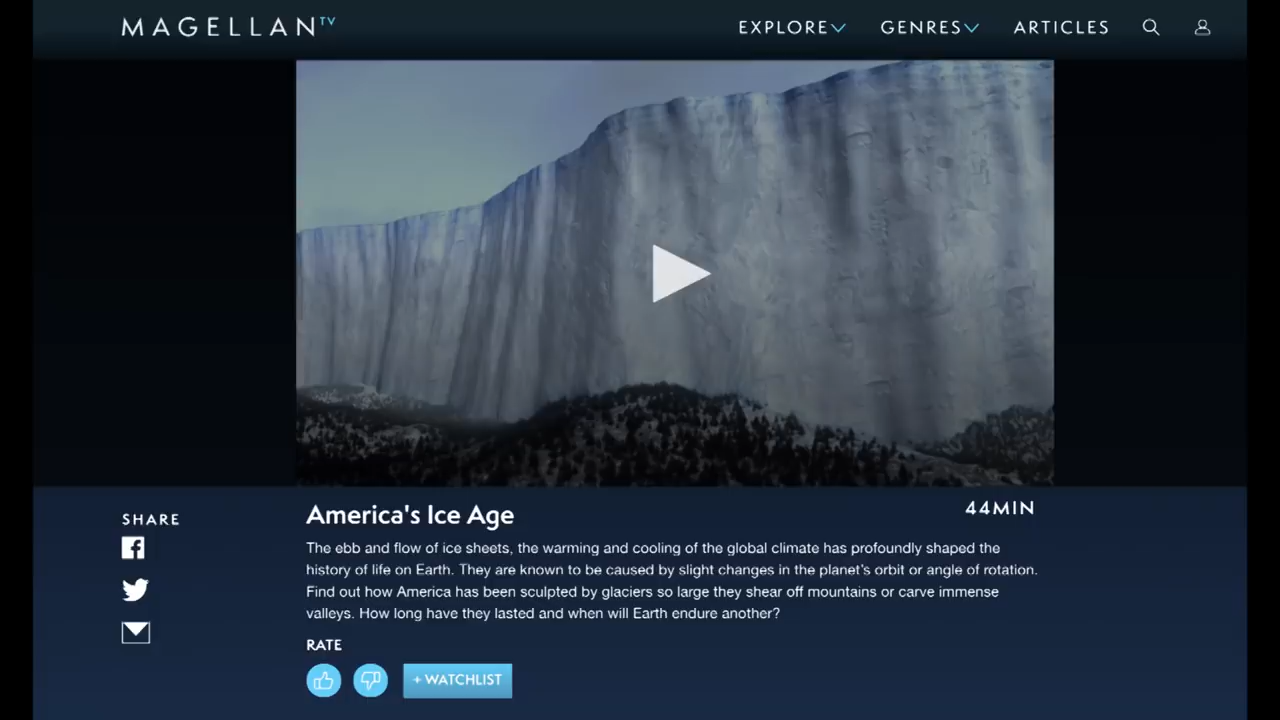 MAGELLAN TV
EXPLORE
GENRES
ARTICLES
SHARE
America's Ice Age
44MIN
The ebb and flow of ice sheets, the warming and cooling of the global climate has profoundly shaped the
history of life on Earth. They are known to be caused by slight changes in the planet's orbit or angle of rotation.
Find out how America has been sculpted by glaciers so large they shear off mountains or carve immense
valleys. How long have they lasted and when will Earth endure another?
RATE
+ WATCHLIST